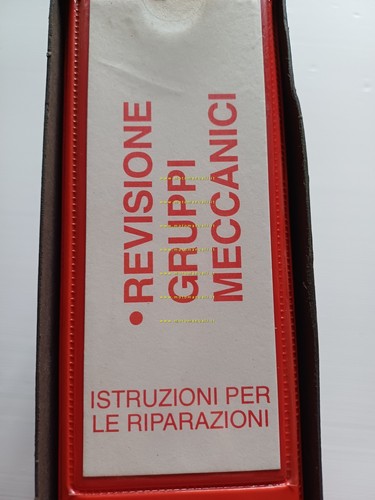 • REVISIONE
GRUPPI
MECCANICI
ISTRUZIONI PER
LE RIPARAZIONI